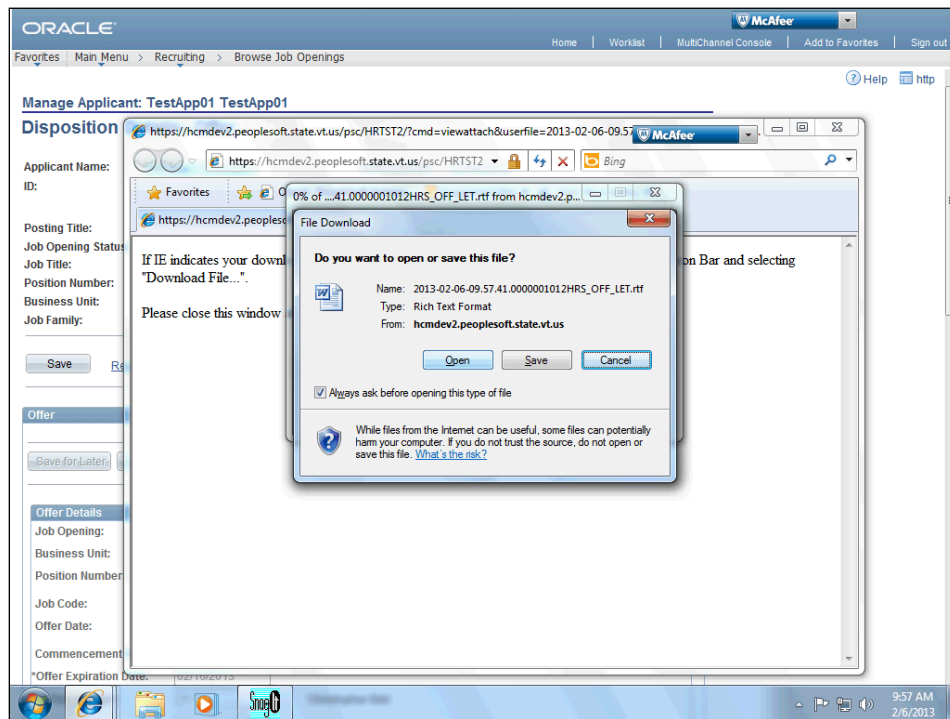 ORACLE
McAfee
Home | Worklist | MultiChannel Console | Add to Favorites | Sign out
Favorites Main Menu > Recruiting > Browse Job Openings
Help http
Manage Applicant: TestApp01 TestApp01
Disposition
Applicant Name:
ID:
Posting Title:
Job Opening Status
Job Title:
Position Number:
Business Unit:
Job Family:
Save
Offer
Save for Later
Offer Details
Job Opening:
Business Unit:
Position Number
Job Code:
Offer Date:
Commencement
*Offer Expiration Date: 02/16/2013
https://hcmdev2.peoplesoft.state.vt.us/psc/HRTST2/?cmd=viewattach&userfile=2013-02-06-09.57
McAfee
https://hcmdev2.peoplesoft.state.vt.us/psc/HRTST2
Bing
Favorites
https://hcmdev2.peoplesc
If IE indicates your downl on Bar and selecting
"Download File...".
Please close this window
0% of ....41.0000001012HRS_OFF_LET.rtf from hcmdev2.p...
File Download
Do you want to open or save this file?
Name: 2013-02-06-09.57.41.0000001012HRS_OFF_LET.rtf
Type: Rich Text Format
From: hcmdev2.peoplesoft.state.vt.us
Open Save Cancel
Always ask before opening this type of file
While files from the Internet can be useful, some files can potentially
harm your computer. If you do not trust the source, do not open or
save this file. What's the risk?
SnagIt
9:57 AM
2/6/2013